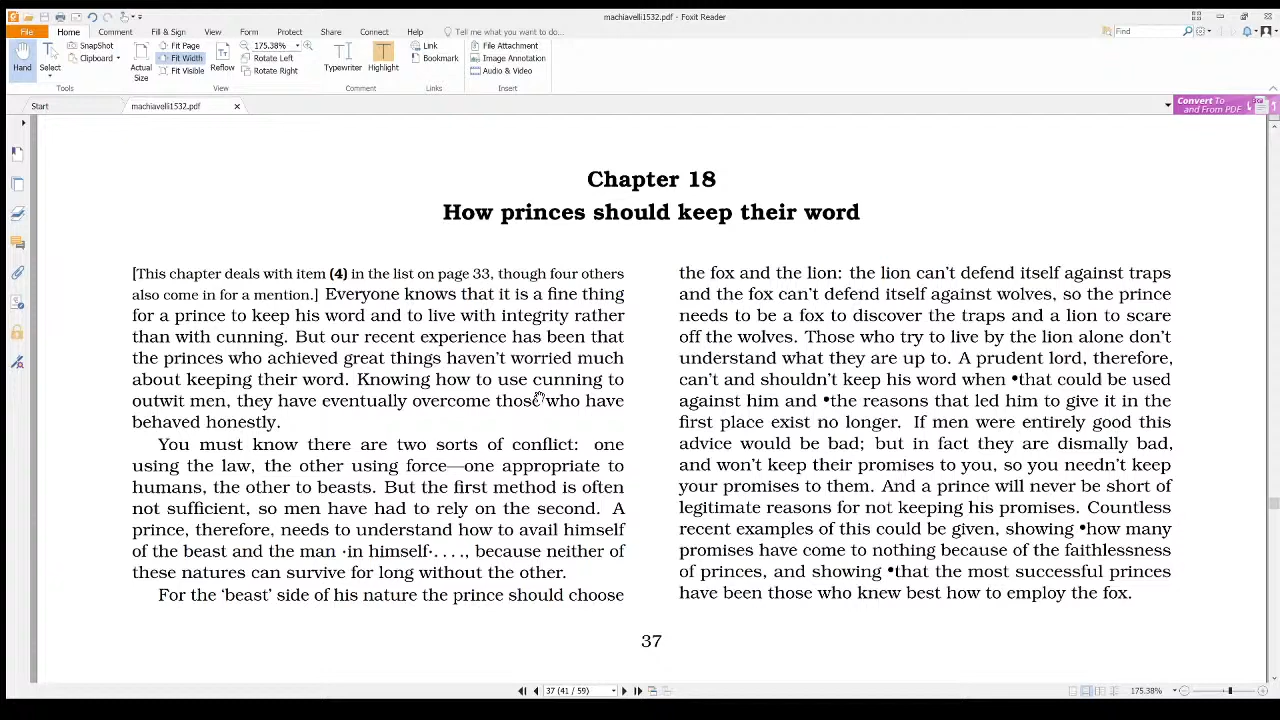 machiavelli1532.pdf - Foxit Reader
File Home Comment Fill & Sign View Form Protect Share Connect Help Tell me what you want to do... Find
Hand
Select
SnapShot
Clipboard
Tools
Actual Size
Fit Page
Fit Width
Fit Visible
Reflow
175.38%
Rotate Left
Rotate Right
View
Typewriter
Highlight
Comment
Link
Bookmark
Links
File Attachment
Image Annotation
Audio & Video
Insert
Start machiavelli1532.pdf
Convert To
and From PDF
Chapter 18
How princes should keep their word
[This chapter deals with item (4) in the list on page 33, though four others
also come in for a mention.] Everyone knows that it is a fine thing
for a prince to keep his word and to live with integrity rather
than with cunning. But our recent experience has been that
the princes who achieved great things haven't worried much
about keeping their word. Knowing how to use cunning to
outwit men, they have eventually overcome those who have
behaved honestly.
You must know there are two sorts of conflict: one
using the law, the other using force—one appropriate to
humans, the other to beasts. But the first method is often
not sufficient, so men have had to rely on the second. A
prince, therefore, needs to understand how to avail himself
of the beast and the man ·in himself·. . . ., because neither of
these natures can survive for long without the other.
For the 'beast' side of his nature the prince should choose
the fox and the lion: the lion can't defend itself against traps
and the fox can't defend itself against wolves, so the prince
needs to be a fox to discover the traps and a lion to scare
off the wolves. Those who try to live by the lion alone don't
understand what they are up to. A prudent lord, therefore,
can't and shouldn't keep his word when •that could be used
against him and •the reasons that led him to give it in the
first place exist no longer. If men were entirely good this
advice would be bad; but in fact they are dismally bad,
and won't keep their promises to you, so you needn't keep
your promises to them. And a prince will never be short of
legitimate reasons for not keeping his promises. Countless
recent examples of this could be given, showing •how many
promises have come to nothing because of the faithlessness
of princes, and showing •that the most successful princes
have been those who knew best how to employ the fox.
37
37 (41 / 59)
175.38%